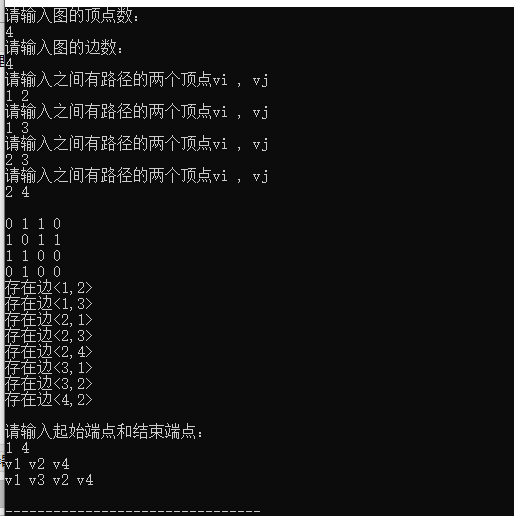 请输入图的顶点数：
4
请输入图的边数：
4
请输入之间有路径的两个顶点vi , vj
1 2
请输入之间有路径的两个顶点vi , vj
1 3
请输入之间有路径的两个顶点vi , vj
2 3
请输入之间有路径的两个顶点vi , vj
2 4
0 1 1 0
1 0 1 1
1 1 0 0
0 1 0 0
存在边<1,2>
存在边<1,3>
存在边<2,1>
存在边<2,3>
存在边<2,4>
存在边<3,1>
存在边<3,2>
存在边<4,2>
请输入起始端点和结束端点：
1 4
v1 v2 v4
v1 v3 v2 v4
--------------------------------